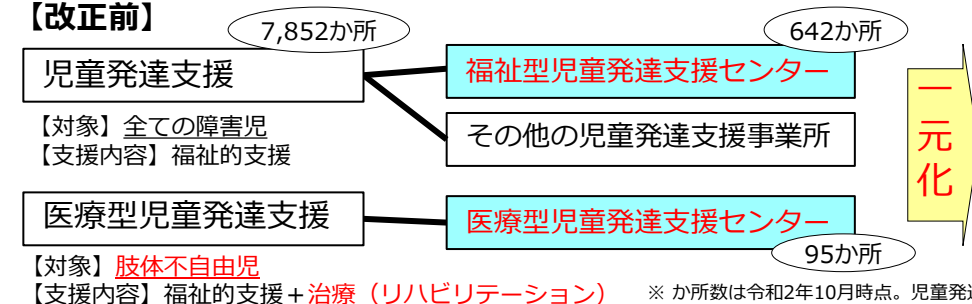 【改正前】
7,852か所
642か所
児童発達支援
福祉型児童発達支援センター
【対象】全ての障害児
【支援内容】福祉的支援
その他の児童発達支援事業所
一元化
医療型児童発達支援
医療型児童発達支援センター
95か所
【対象】肢体不自由児
【支援内容】福祉的支援+治療（リハビリテーション）
※ か所数は令和2年10月時点。児童発